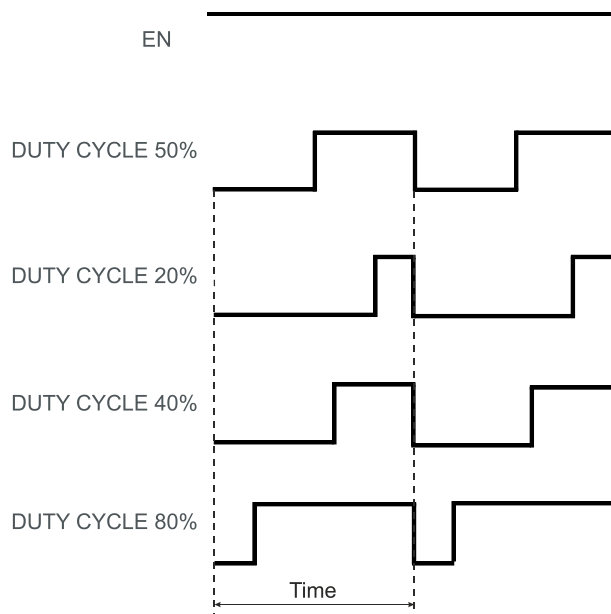 EN
DUTY CYCLE 50%
DUTY CYCLE 20%
DUTY CYCLE 40%
DUTY CYCLE 80%
Time